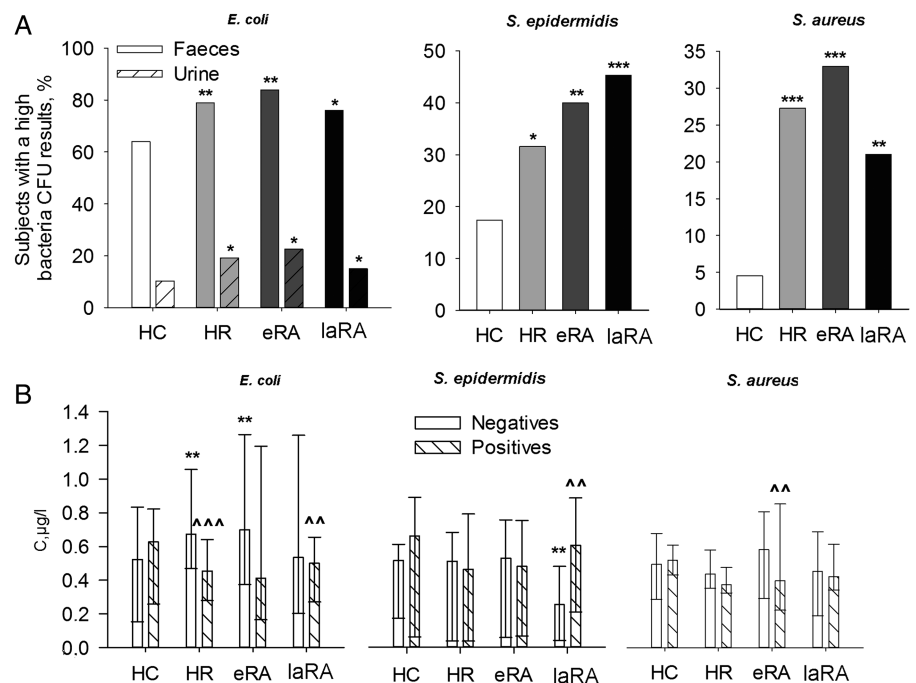 A
E. coli
S. epidermidis
S. aureus
Subjects with a high
bacteria CFU results, %
Faeces
Urine
100
80
60
40
20
0
** * ** * * *
HC HR eRA laRA
50
40
30
20
10
0
* ** ***
HC HR eRA laRA
35
30
25
20
15
10
5
0
*** *** **
HC HR eRA laRA
B
E. coli
S. epidermidis
S. aureus
C,µg/l
1.4
1.2
1.0
0.8
0.6
0.4
0.2
0.0
** ^^^ ** ^^
HC HR eRA laRA
Negatives
Positives
** ^^
HC HR eRA laRA
^^
HC HR eRA laRA